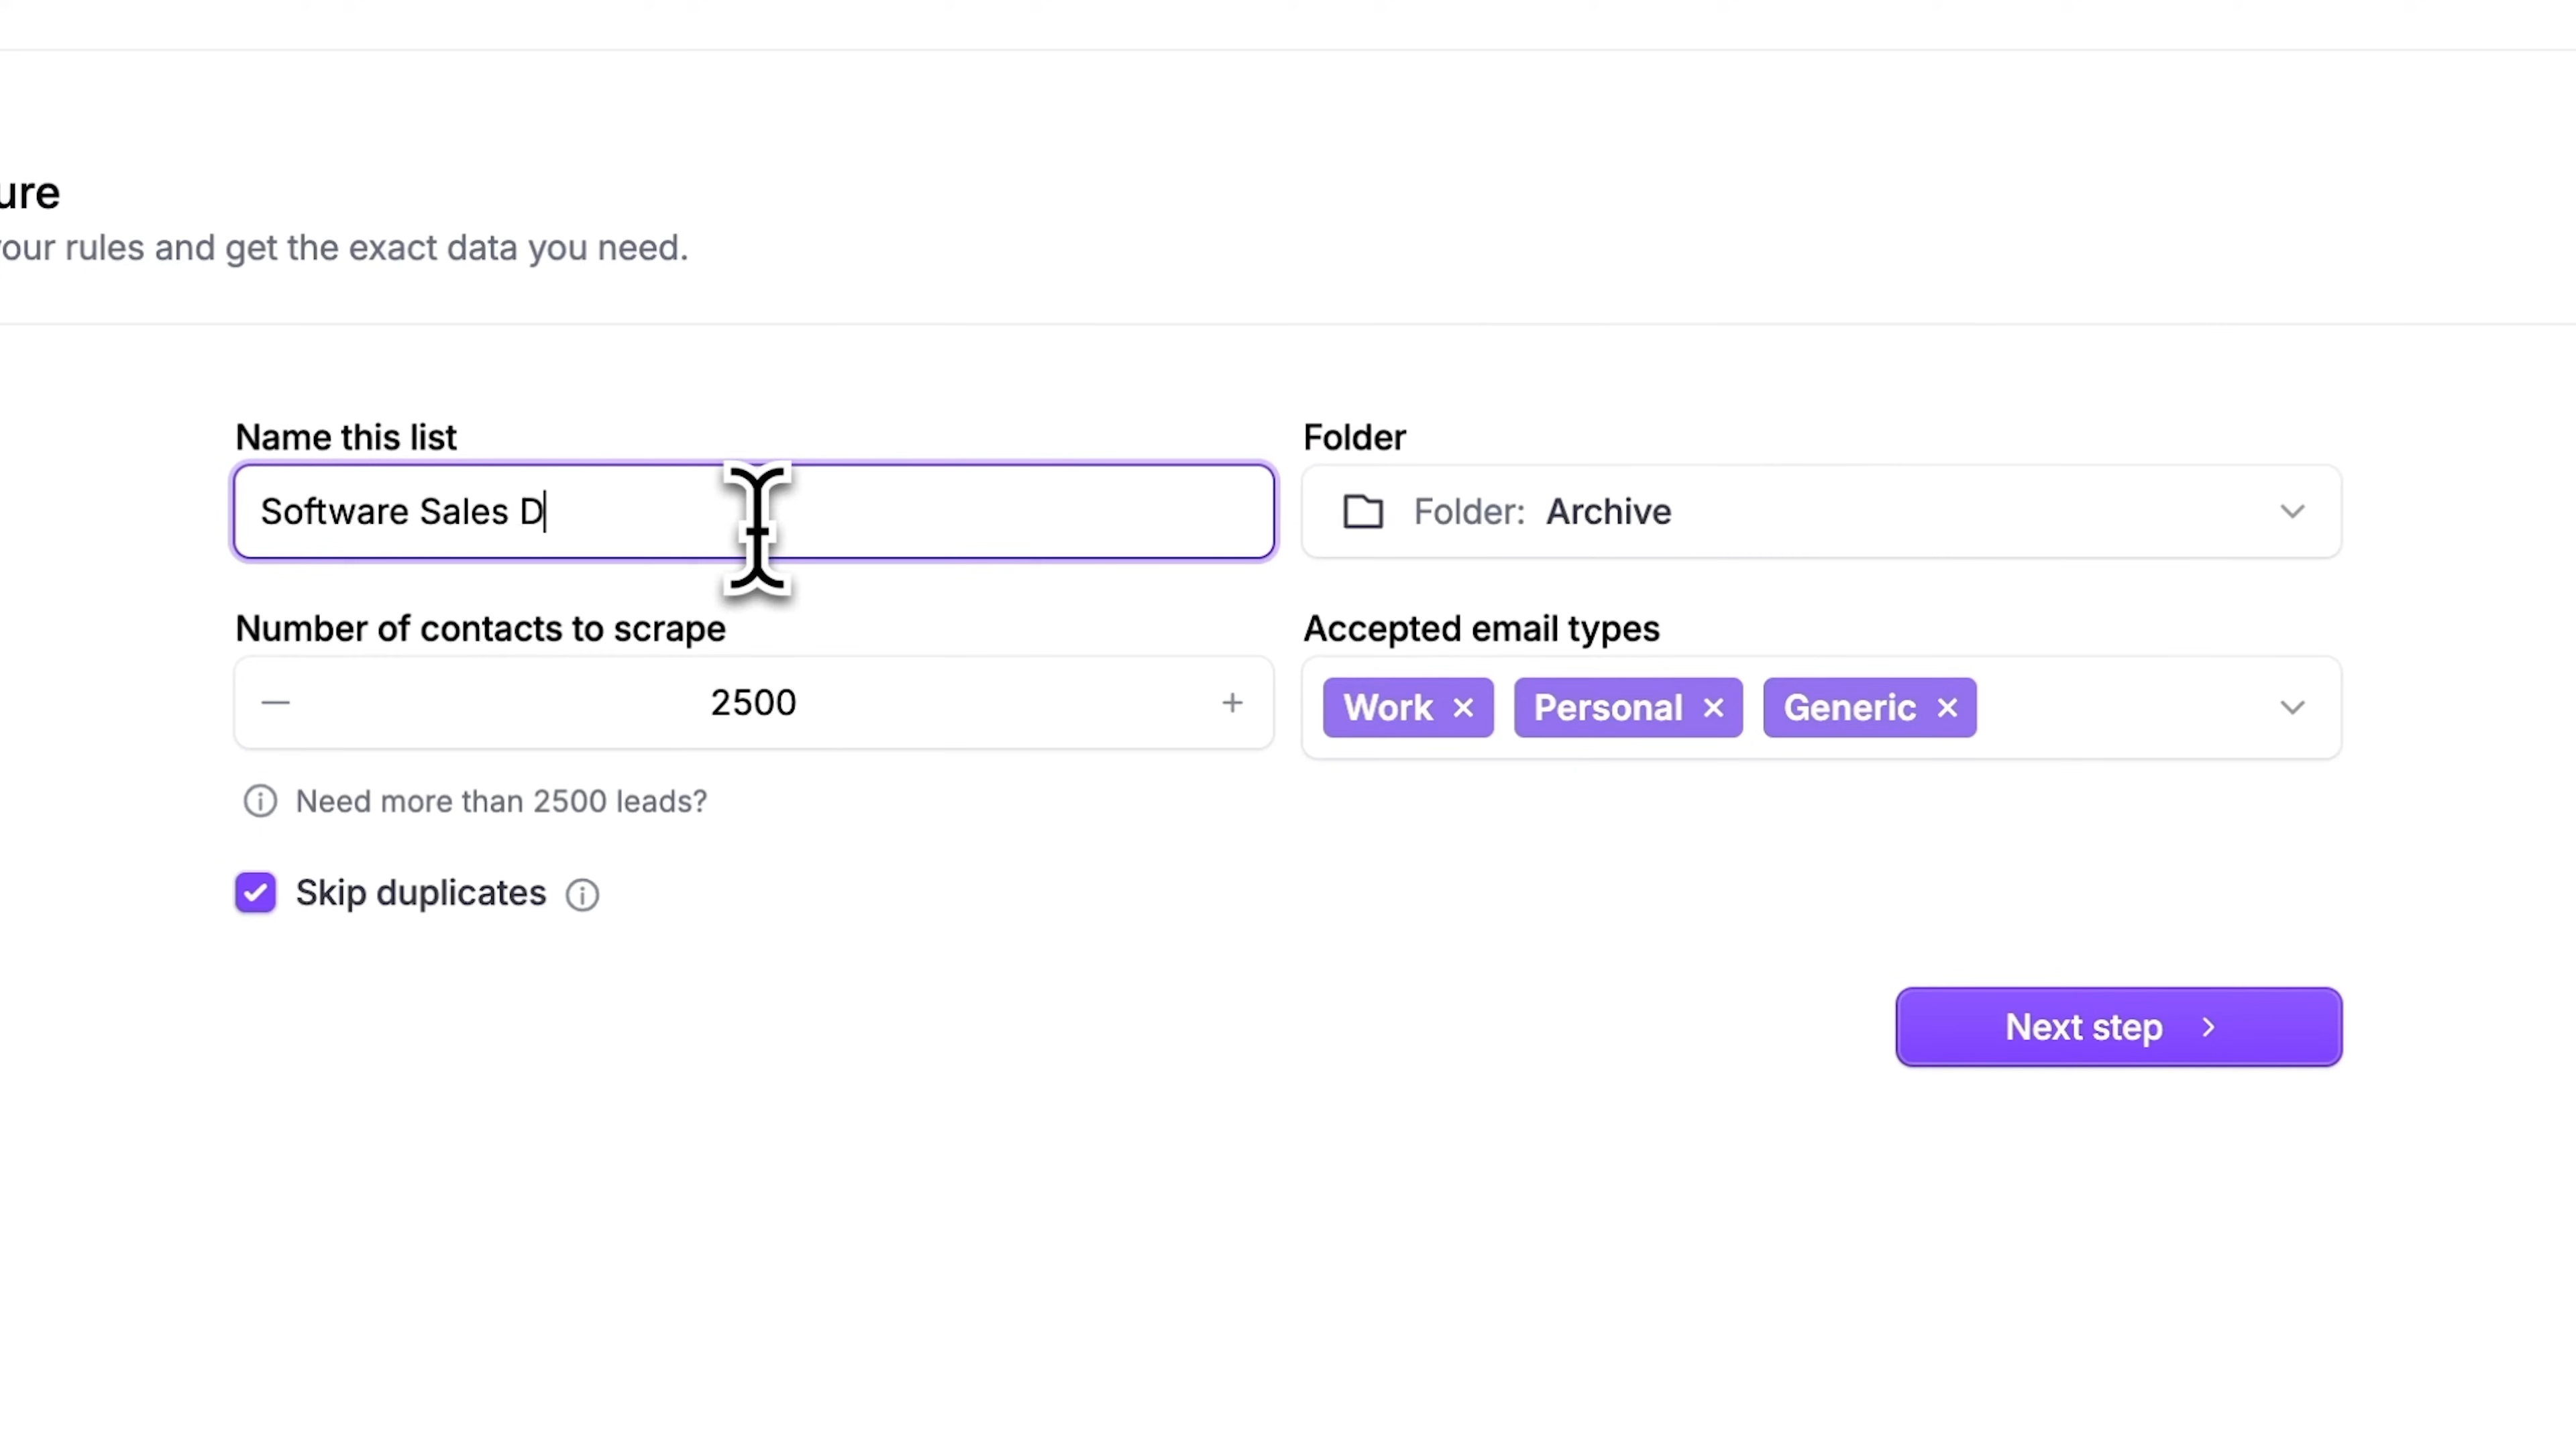 ure
our rules and get the exact data you need.
Name this list
Folder
Software Sales D
Folder: Archive
Number of contacts to scrape
Accepted email types
2500
Work
Personal
Generic
Need more than 2500 leads?
Skip duplicates
Next step